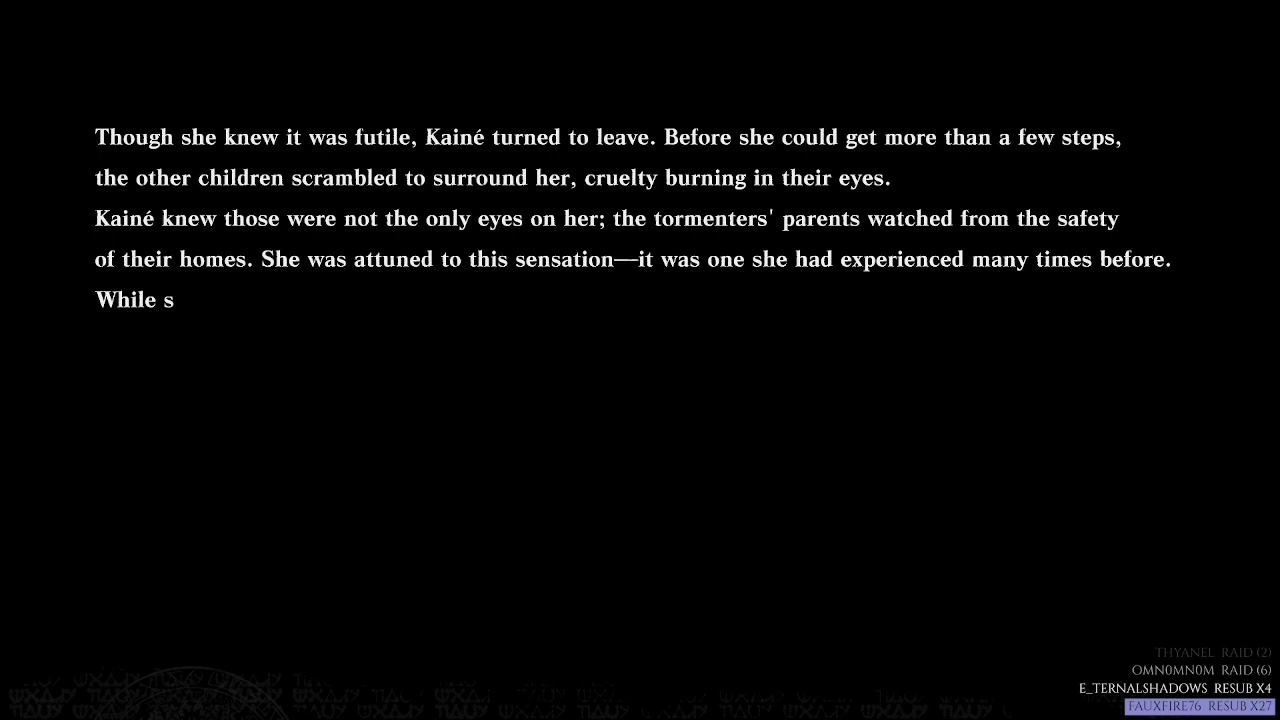 Though she knew it was futile, Kainé turned to leave. Before she could get more than a few steps,
the other children scrambled to surround her, cruelty burning in their eyes.
Kainé knew those were not the only eyes on her; the tormenters' parents watched from the safety
of their homes. She was attuned to this sensation—it was one she had experienced many times before.
While s
THYANEL RAID (2)
OMN0MN0M RAID (6)
E_TERNALSHADOWS RESUB X4
FAUXFIRE76 RESUB X27